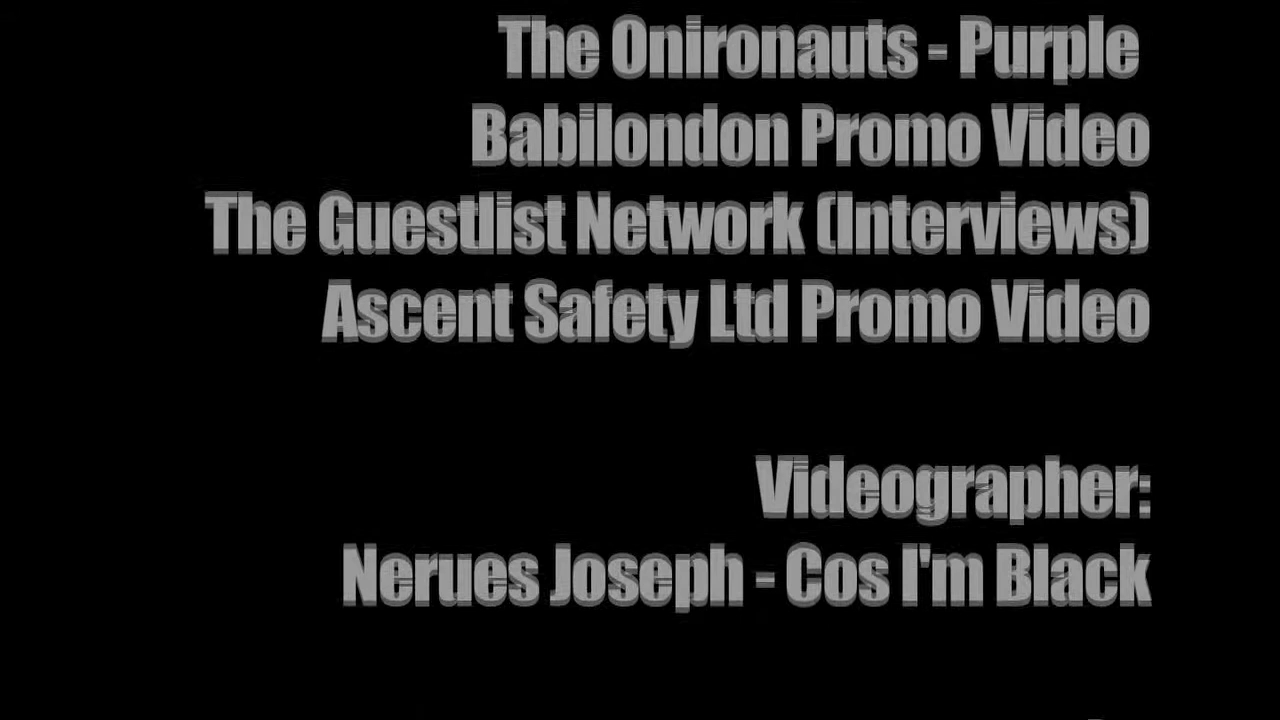 The Onironauts - Purple
Babilondon Promo Video
The Guestlist Network (Interviews)
Ascent Safety Ltd Promo Video
Videographer:
Nerues Joseph - Cos I'm Black